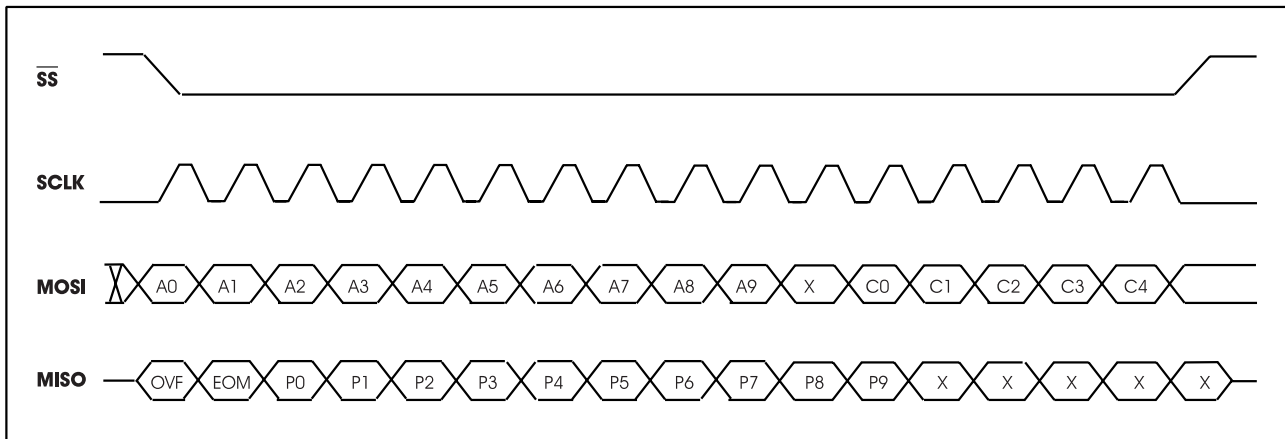 SS
SCLK
MOSI A0 A1 A2 A3 A4 A5 A6 A7 A8 A9 X C0 C1 C2 C3 C4
MISO OVF EOM P0 P1 P2 P3 P4 P5 P6 P7 P8 P9 X X X X X